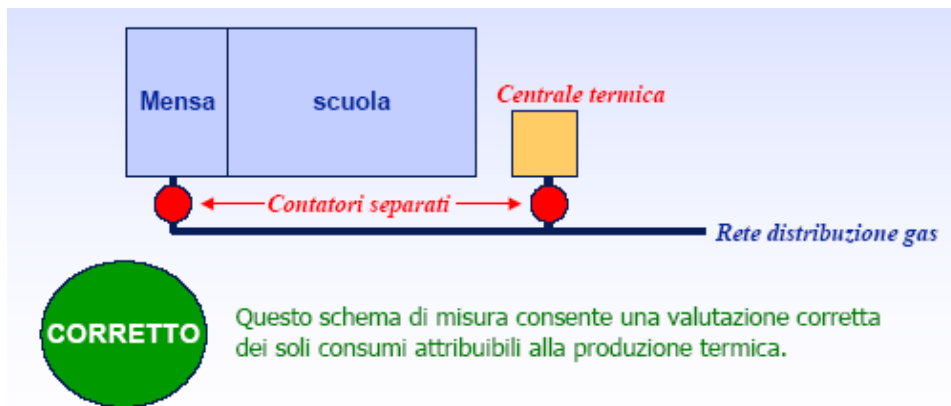 Mensa
scuola
Centrale termica
Contatori separati
Rete distribuzione gas
CORRETTO
Questo schema di misura consente una valutazione corretta
dei soli consumi attribuibili alla produzione termica.